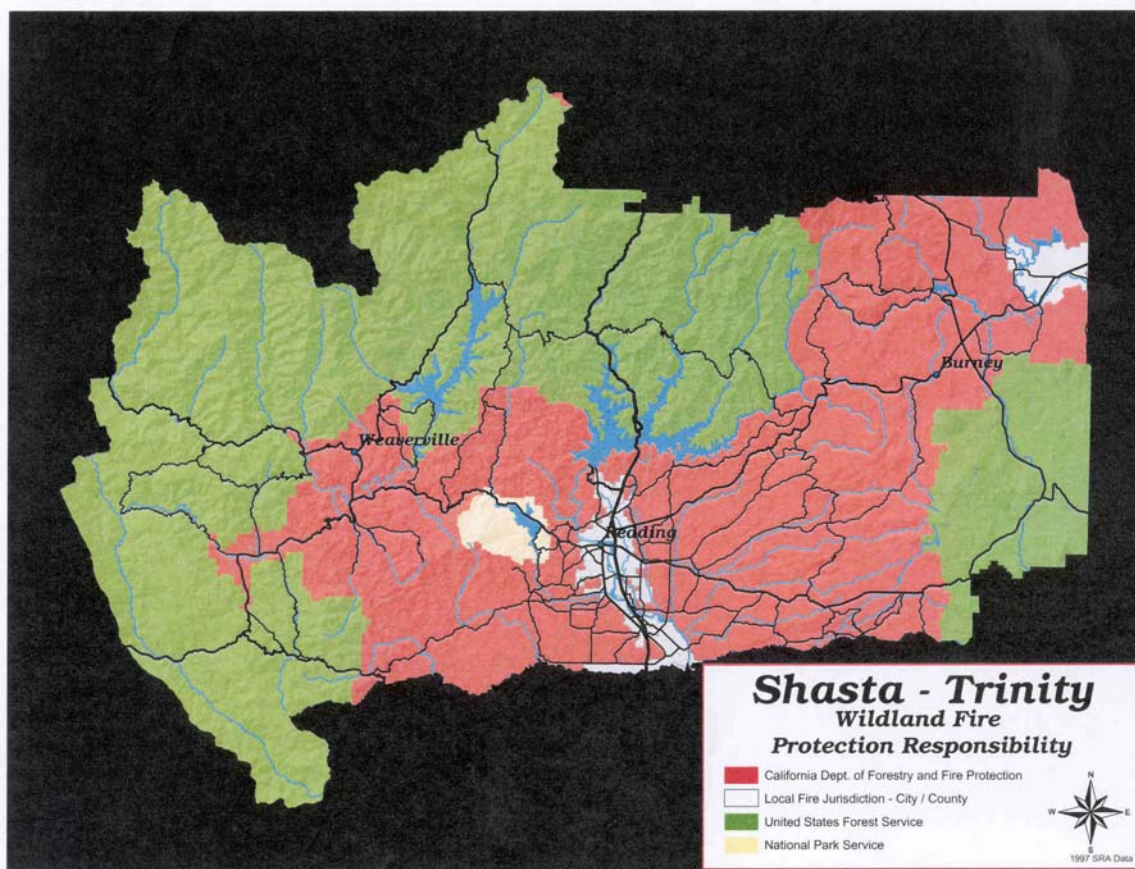 Burney
Weaverville
Redding
Shasta - Trinity
Wildland Fire
Protection Responsibility
California Dept. of Forestry and Fire Protection
Local Fire Jurisdiction - City / County
United States Forest Service
National Park Service
N
W E
S
1997 SRA Data